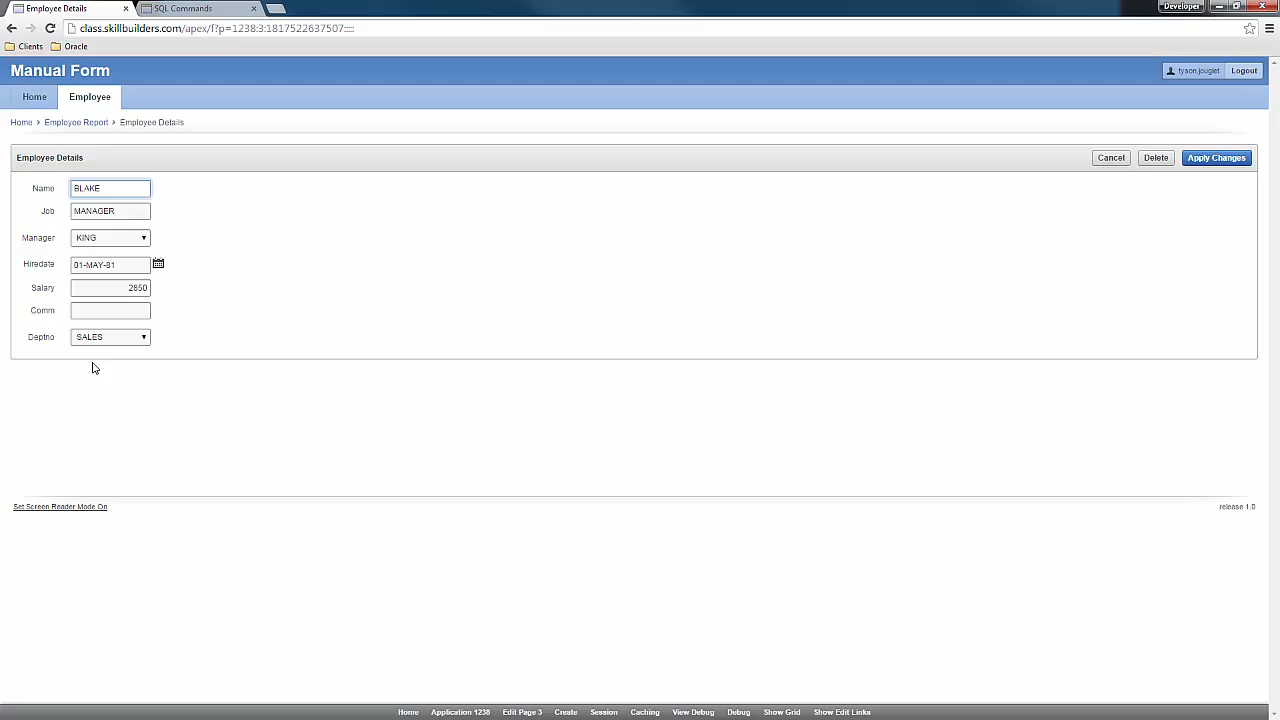 Employee Details
SQL Commands
Developer
class.skillbuilders.com/apex/f?p=1238:3:1817522637507::::
Clients
Oracle
Manual Form
tyson.jouglet
Logout
Home
Employee
Home › Employee Report › Employee Details
Employee Details
Cancel
Delete
Apply Changes
Name BLAKE
Job MANAGER
Manager KING
Hiredate 01-MAY-81
Salary 2850
Comm
Deptno SALES
Set Screen Reader Mode On
release 1.0
Home Application 1238 Edit Page 3 Create Session Caching View Debug Debug Show Grid Show Edit Links